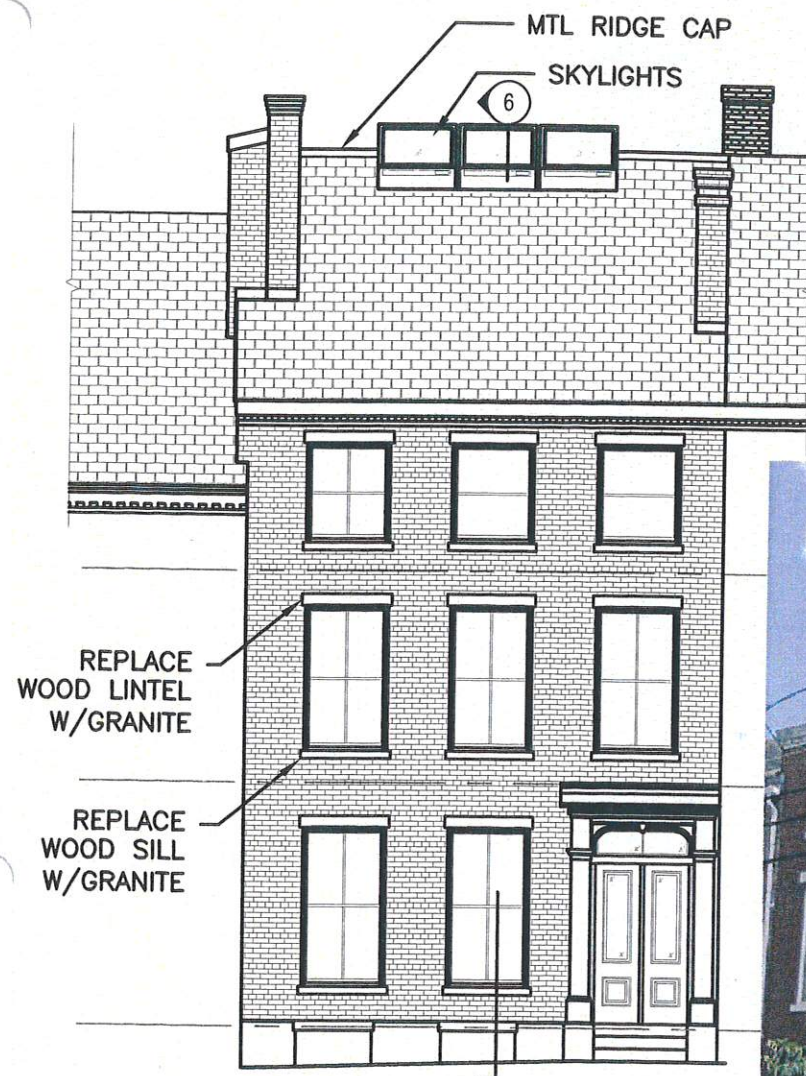 MTL RIDGE CAP
SKYLIGHTS
6
REPLACE
WOOD LINTEL
W/GRANITE
REPLACE
WOOD SILL
W/GRANITE